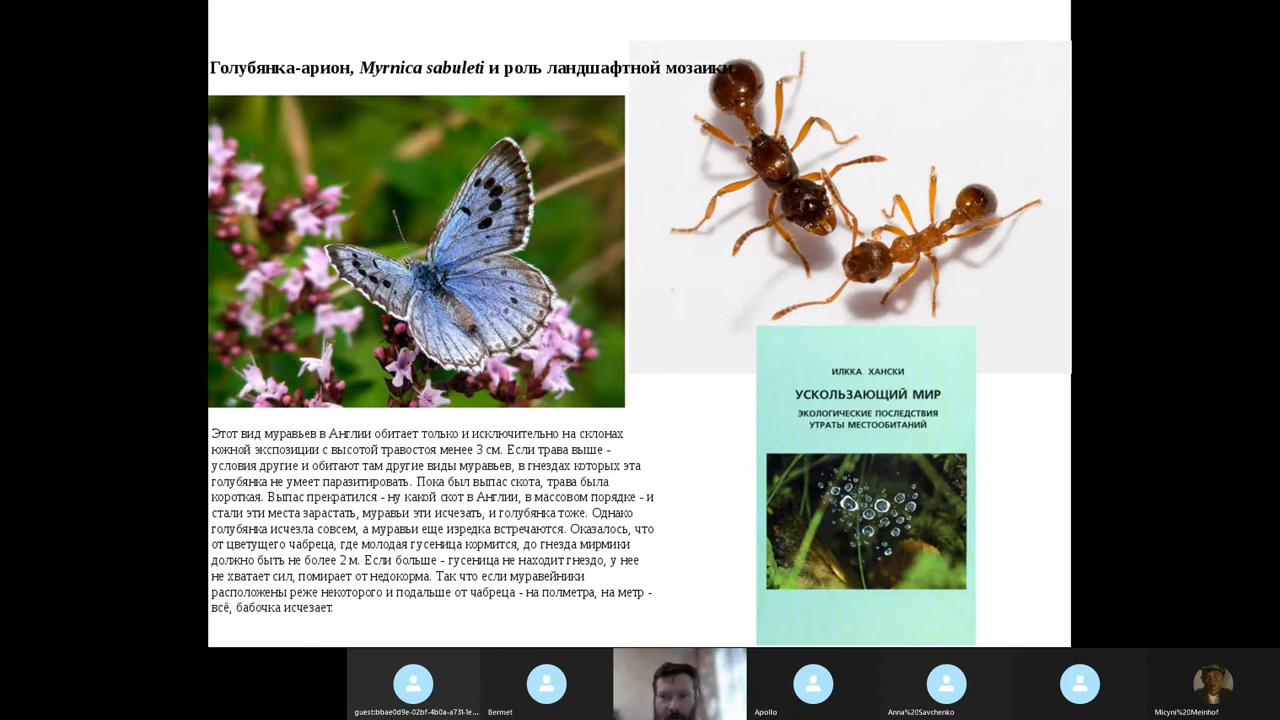 Голубянка-арион, Myrnica sabuleti и роль ландшафтной мозаики
Этот вид муравьев в Англии обитает только и исключительно на склонах
южной экспозиции с высотой травостоя менее 3 см. Если трава выше -
условия другие и обитают там другие виды муравьев, в гнездах которых эта
голубянка не умеет паразитировать. Пока был выпас скота, трава была
короткая. Выпас прекратился - ну какой скот в Англии, в массовом порядке - и
стали эти места зарастать, муравьи эти исчезать, и голубянка тоже. Однако
голубянка исчезла совсем, а муравьи еще изредка встречаются. Оказалось, что
от цветущего чабреца, где молодая гусеница кормится, до гнезда мирмики
должно быть не более 2 м. Если больше - гусеница не находит гнездо, у нее
не хватает сил, помирает от недокорма. Так что если муравейники
расположены реже некоторого и подальше от чабреца - на полметра, на метр -
всё, бабочка исчезает.
ИЛККА ХАНСКИ
УСКОЛЬЗАЮЩИЙ МИР
ЭКОЛОГИЧЕСКИЕ ПОСЛЕДСТВИЯ
УТРАТЫ МЕСТООБИТАНИЙ
guest:bbae0d9e-02bf-4b0a-a731-1e...
Bermet
Apollo
Anna%20Savchenko
Micyni%20Meinhof